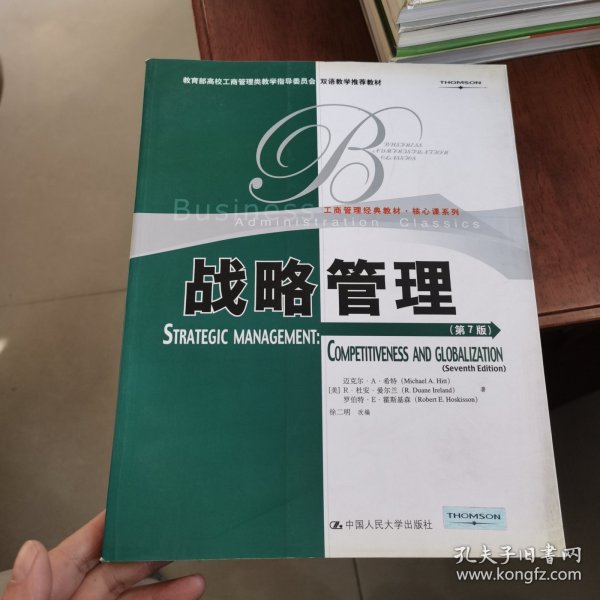 教育部高校工商管理类教学指导委员会 双语教学推荐教材
THOMSON
B
Business
工商管理经典教材·核心课系列
Administration Classics
战略管理
(第7版)
STRATEGIC MANAGEMENT:
COMPETITIVENESS AND GLOBALIZATION
(Seventh Edition)
迈克尔·A·希特 (Michael A. Hitt)
[美] R·杜安·爱尔兰 (R. Duane Ireland) 著
罗伯特·E·霍斯基森 (Robert E. Hoskisson)
徐二明 改编
中国人民大学出版社
THOMSON
孔夫子旧书网
www.kongfz.com